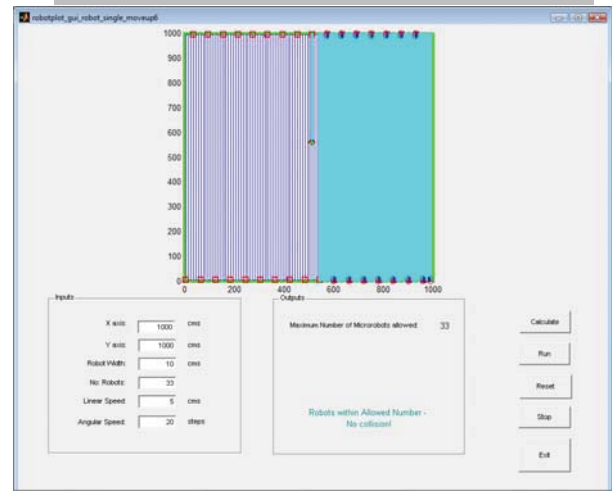 robotplot_gui_robot_single_moveup6
1000
900
800
700
600
500
400
300
200
100
0
0 200 400 600 800 1000
Inputs
X axis: 1000 cms
Y axis: 1000 cms
Robot Width: 10 cms
No. Robots: 33
Linear Speed: 5 cms
Angular Speed: 20 steps
Outputs
Maximum Number of Microrobots allowed: 33
Robots within Allowed Number -
No collision!
Calculate
Run
Reset
Stop
Exit